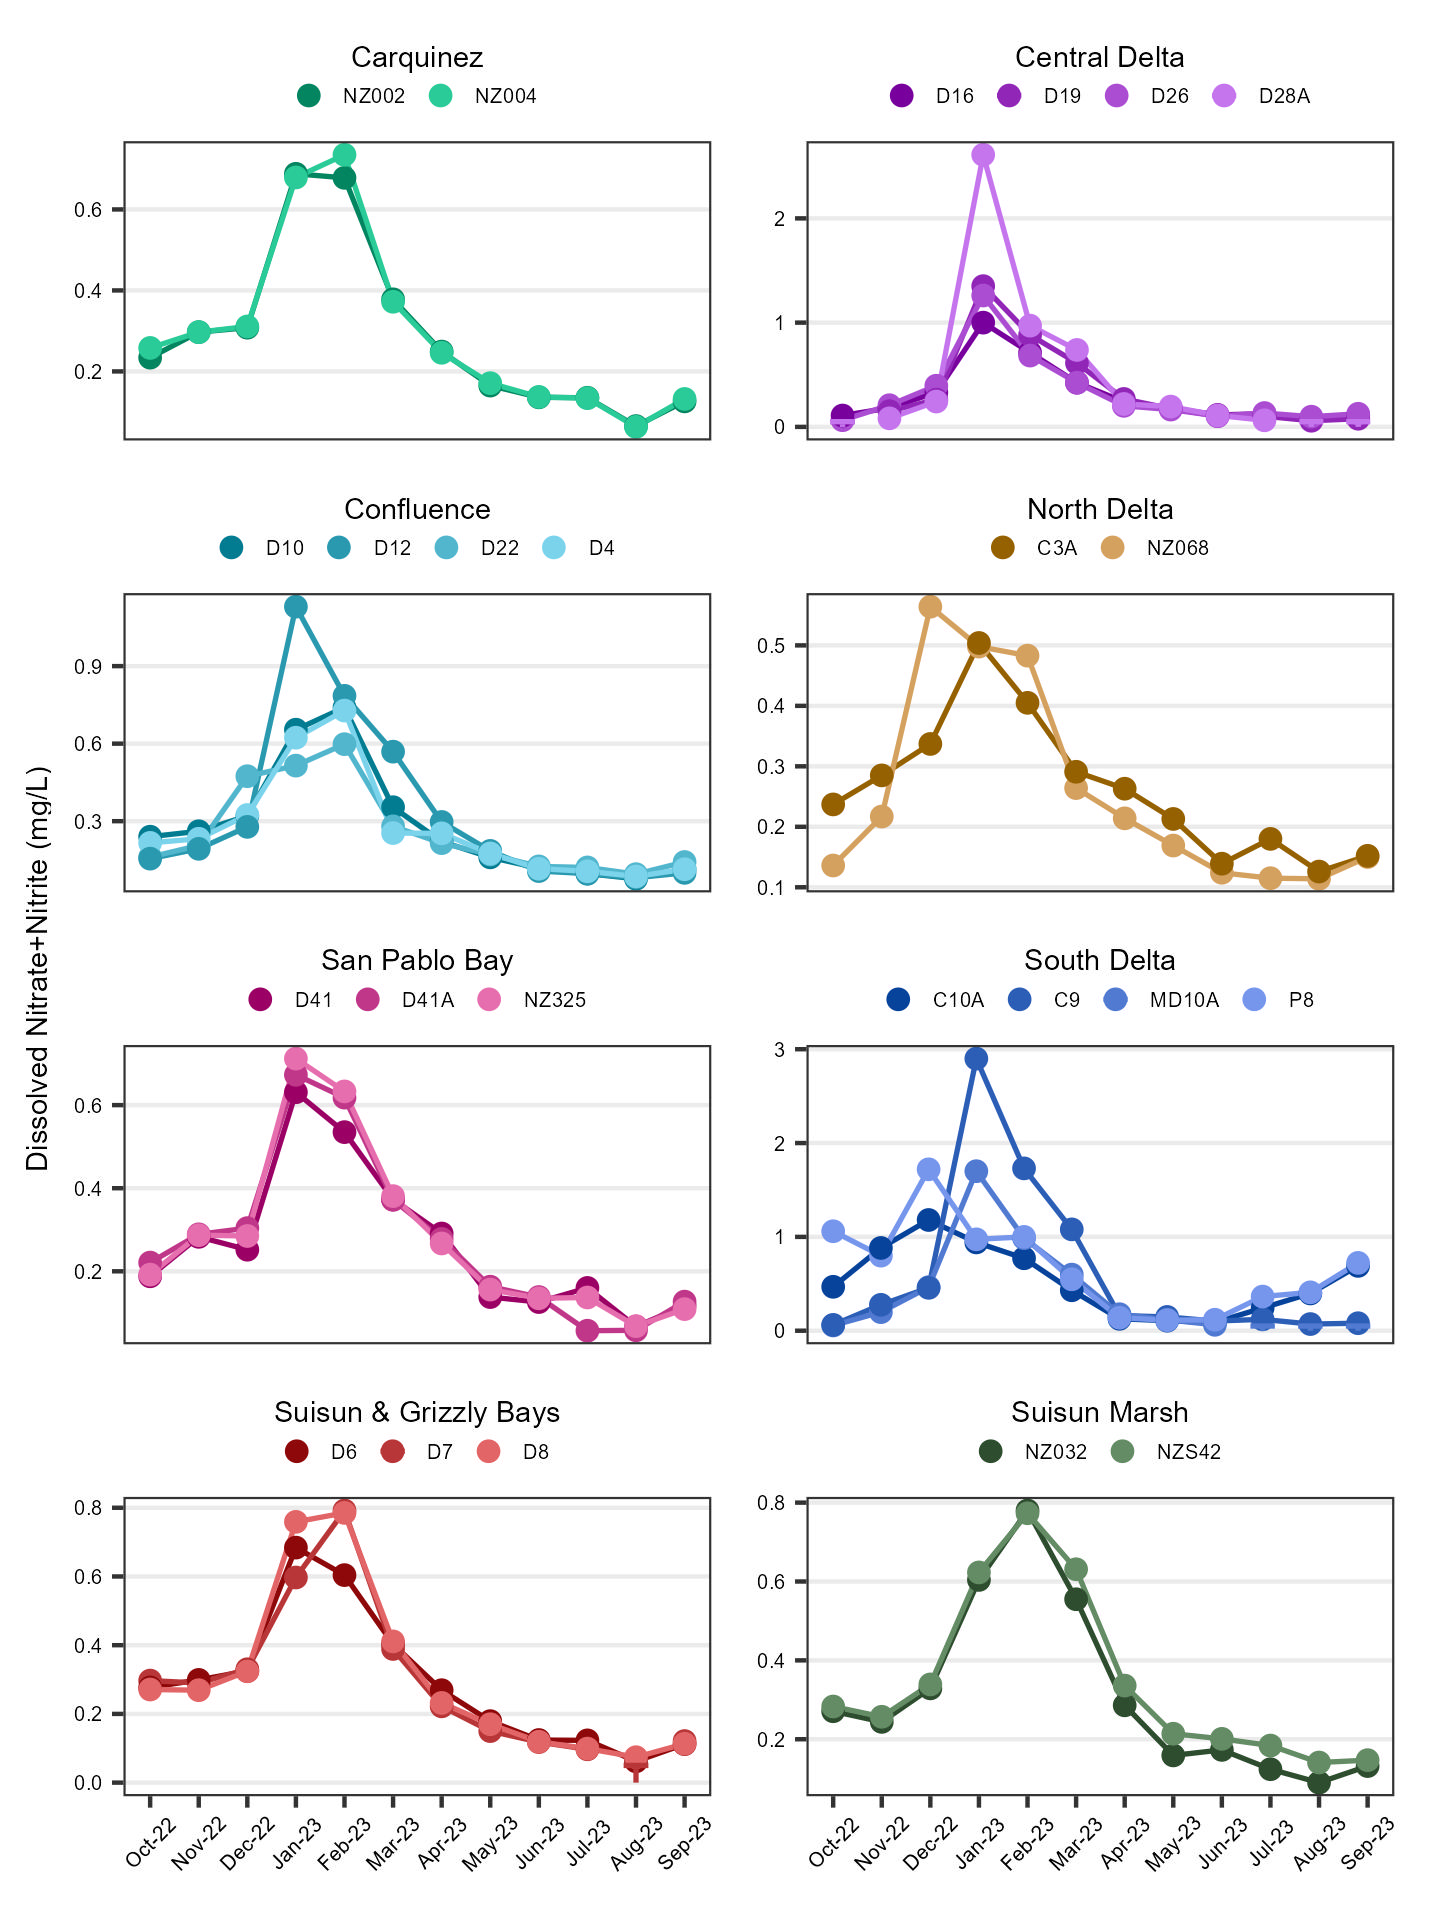 Carquinez
NZ002 NZ004
0.6
0.4
0.2
Central Delta
D16 D19 D26 D28A
2
1
0
Confluence
D10 D12 D22 D4
0.9
0.6
0.3
North Delta
C3A NZ068
0.5
0.4
0.3
0.2
0.1
Dissolved Nitrate+Nitrite (mg/L)
San Pablo Bay
D41 D41A NZ325
0.6
0.4
0.2
South Delta
C10A C9 MD10A P8
3
2
1
0
Suisun & Grizzly Bays
D6 D7 D8
0.8
0.6
0.4
0.2
0.0
Oct-22 Nov-22 Dec-22 Jan-23 Feb-23 Mar-23 Apr-23 May-23 Jun-23 Jul-23 Aug-23 Sep-23
Suisun Marsh
NZ032 NZS42
0.8
0.6
0.4
0.2
Oct-22 Nov-22 Dec-22 Jan-23 Feb-23 Mar-23 Apr-23 May-23 Jun-23 Jul-23 Aug-23 Sep-23